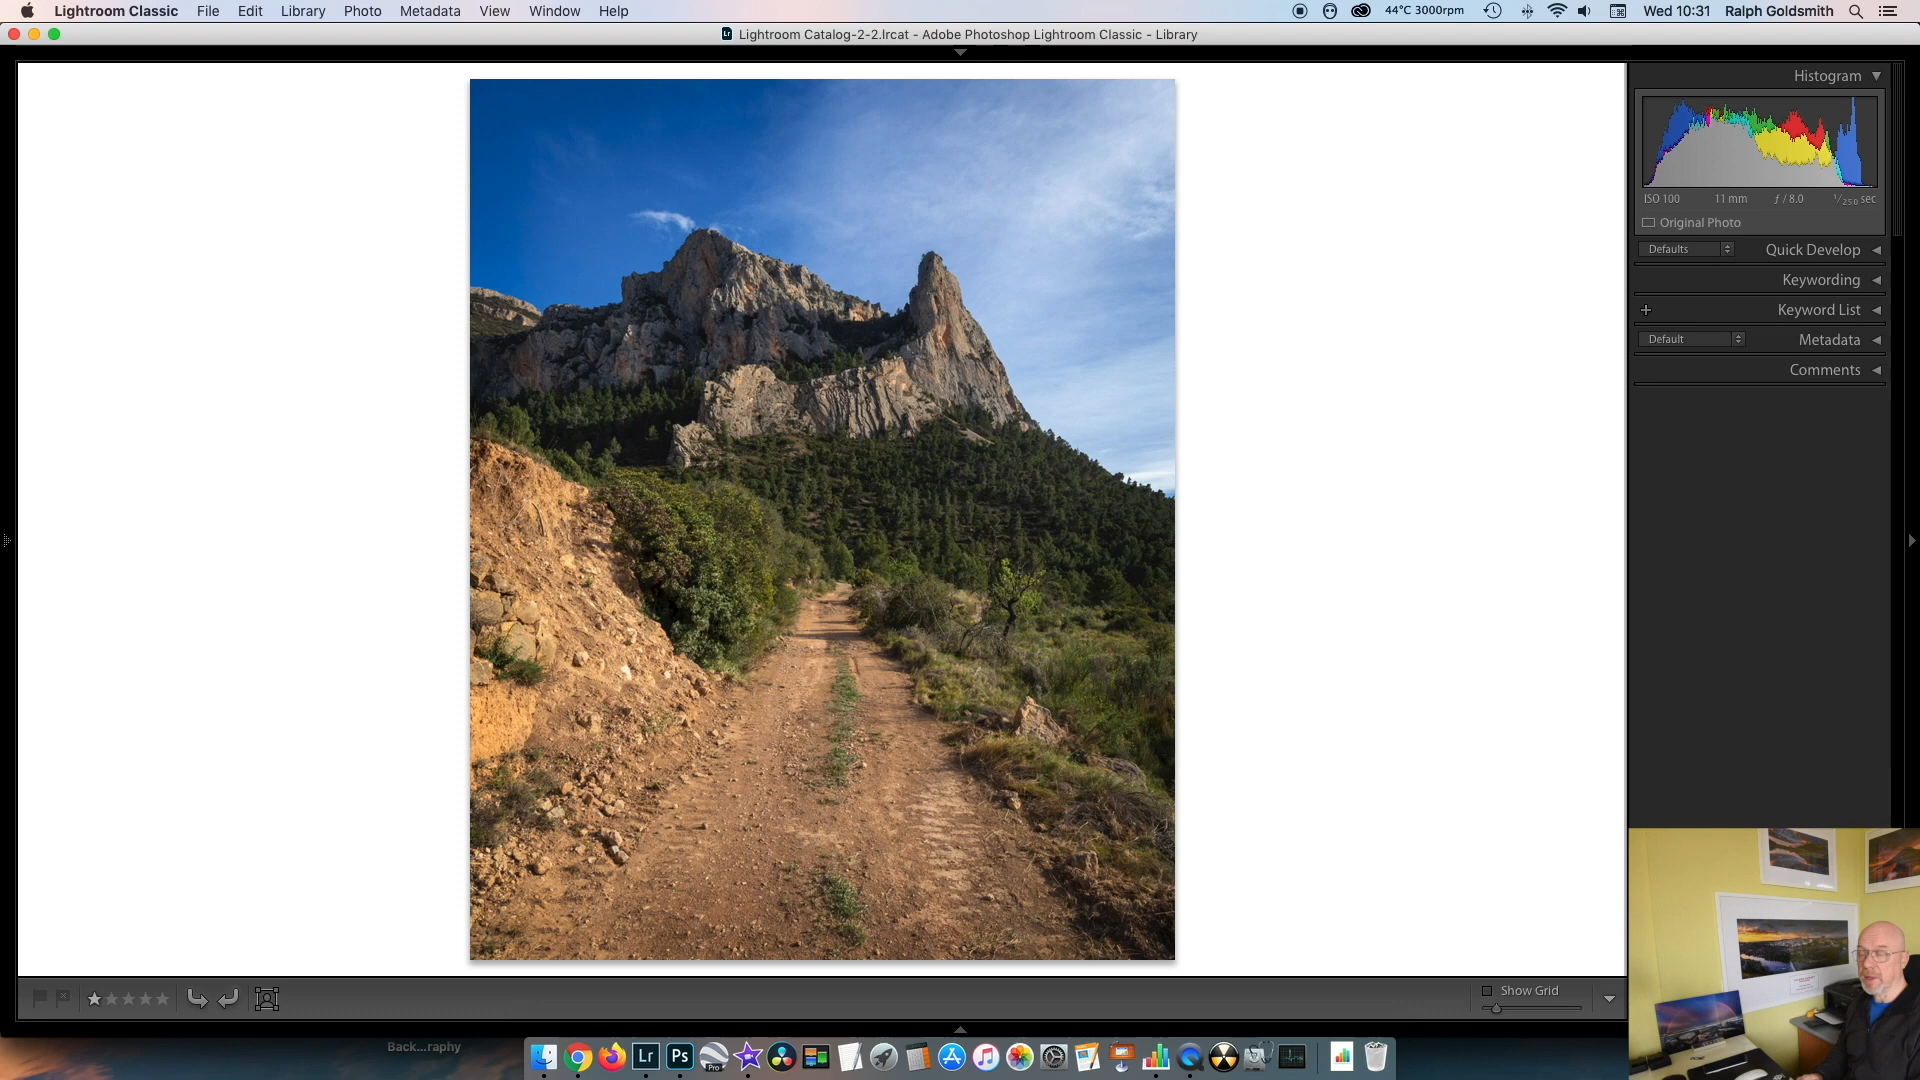 Lightroom Classic File Edit Library Photo Metadata View Window Help 44°C 3000rpm Wed 10:31 Ralph Goldsmith
Lr Lightroom Catalog-2-2.lrcat - Adobe Photoshop Lightroom Classic - Library
Histogram
ISO 100 11 mm ƒ / 8.0 1/250 sec
Original Photo
Defaults Quick Develop
Keywording
Keyword List
Default Metadata
Comments
Show Grid
Back...raphy
Lr Ps Pro